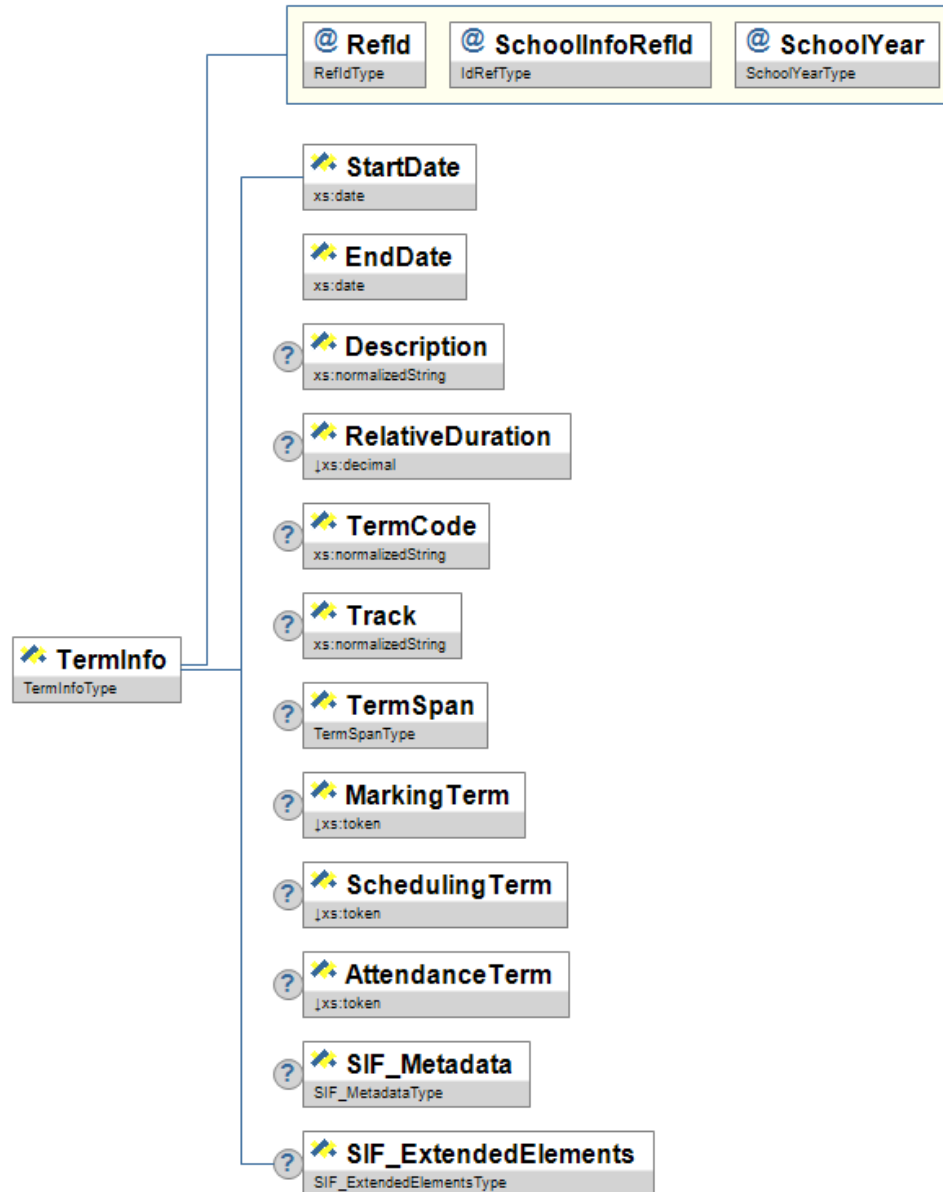 @ RefId
RefIdType
@ SchoolInfoRefId
IdRefType
@ SchoolYear
SchoolYearType
StartDate
xs:date
EndDate
xs:date
? Description
xs:normalizedString
? RelativeDuration
↓xs:decimal
? TermCode
xs:normalizedString
? Track
xs:normalizedString
TermInfo
TermInfoType
? TermSpan
TermSpanType
? MarkingTerm
↓xs:token
? SchedulingTerm
↓xs:token
? AttendanceTerm
↓xs:token
? SIF_Metadata
SIF_MetadataType
? SIF_ExtendedElements
SIF_ExtendedElementsType